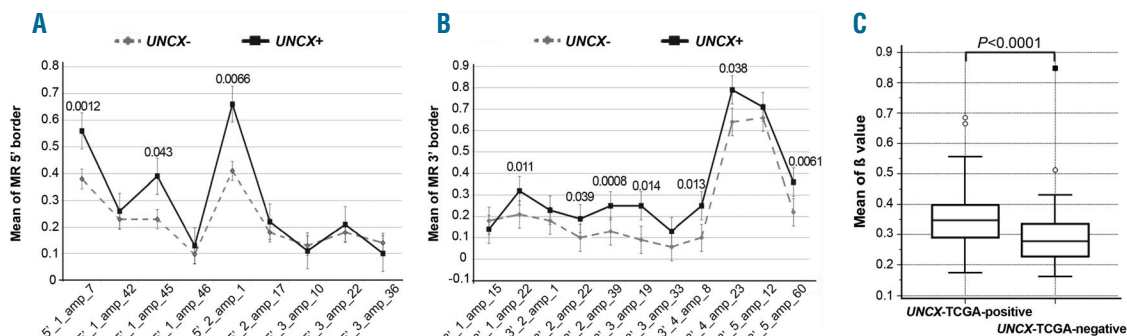 A
UNCX-
UNCX+
Mean of MR 5' border
0.8
0.7
0.6
0.5
0.4
0.3
0.2
0.1
0
0.0012
0.043
0.0066
5'_1_amp_7
'_1_amp_42
'_1_amp_45
'_1_amp_46
5'_2_amp_1
'_2_amp_17
'_3_amp_10
'_3_amp_22
'_3_amp_36
B
UNCX-
UNCX+
Mean of MR 3' border
0.9
0.8
0.7
0.6
0.5
0.4
0.3
0.2
0.1
0
-0.1
0.011
0.039
0.0008
0.014
0.013
0.038
0.0061
'_1_amp_15
'_1_amp_22
3'_2_amp_1
'_2_amp_22
'_2_amp_39
'_3_amp_19
'_3_amp_33
3'_4_amp_8
'_4_amp_23
'_5_amp_12
'_5_amp_60
C
P<0.0001
Mean of ß value
0.9
0.8
0.7
0.6
0.5
0.4
0.3
0.2
0.1
UNCX-TCGA-positive
UNCX-TCGA-negative